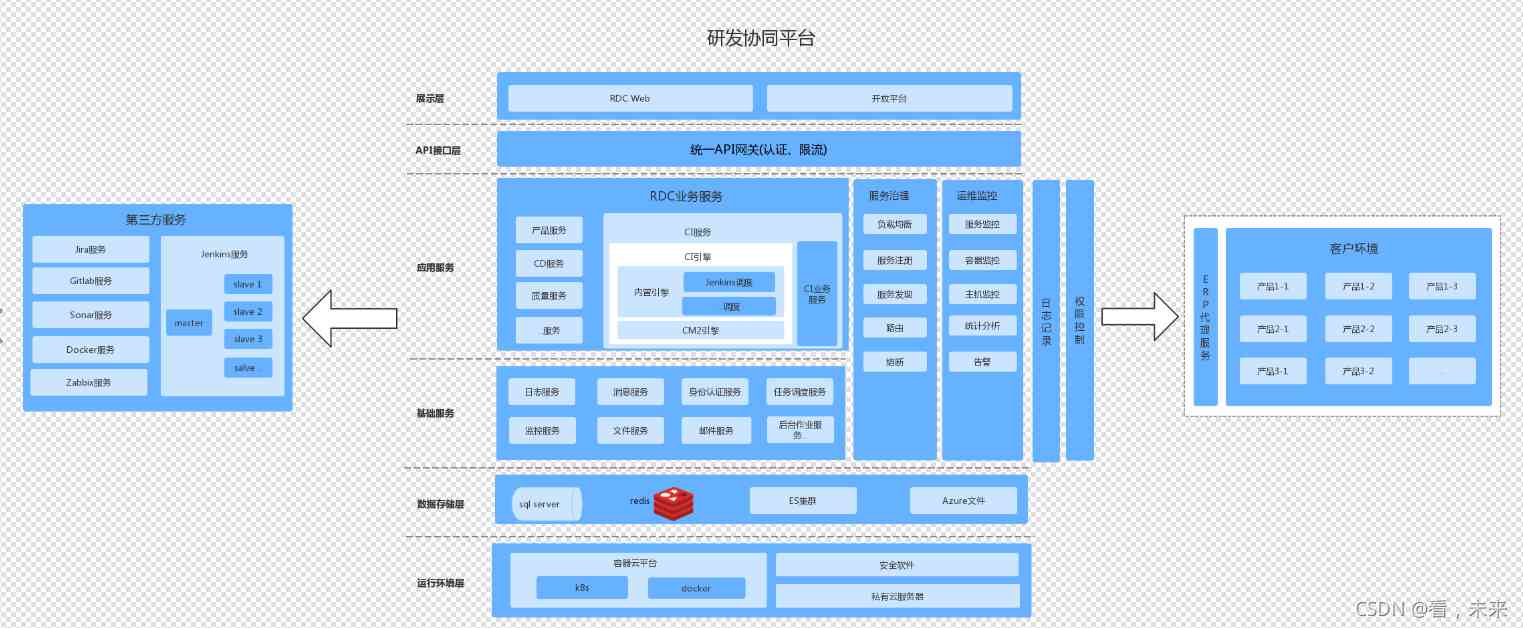 研发协同平台
展示层
RDC Web
开放平台
API接口层
统一API网关(认证、限流)
应用服务
RDC业务服务
产品服务
CD服务
质量服务
..服务
CI服务
CI引擎
内置引擎
Jenkins调度
调度
CM2引擎
CI业务
服务
服务治理
负载均衡
服务注册
服务发现
路由
熔断
运维监控
服务监控
容器监控
主机监控
统计分析
告警
日志记录
权限控制
基础服务
日志服务
消息服务
身份认证服务
任务调度服务
监控服务
文件服务
邮件服务
后台作业服
务...
数据存储层
sql server
redis
ES集群
Azure文件
运行环境层
容器云平台
k8s
docker
安全软件
私有云服务器
第三方服务
Jira服务
Gitlab服务
Sonar服务
Docker服务
Zabbix服务
Jenkins服务
master
slave 1
slave 2
slave 3
salve ..
ERP代理服务
客户环境
产品1-1
产品1-2
产品1-3
产品2-1
产品2-2
产品2-3
产品3-1
产品3-2
...
CSDN @看，未来